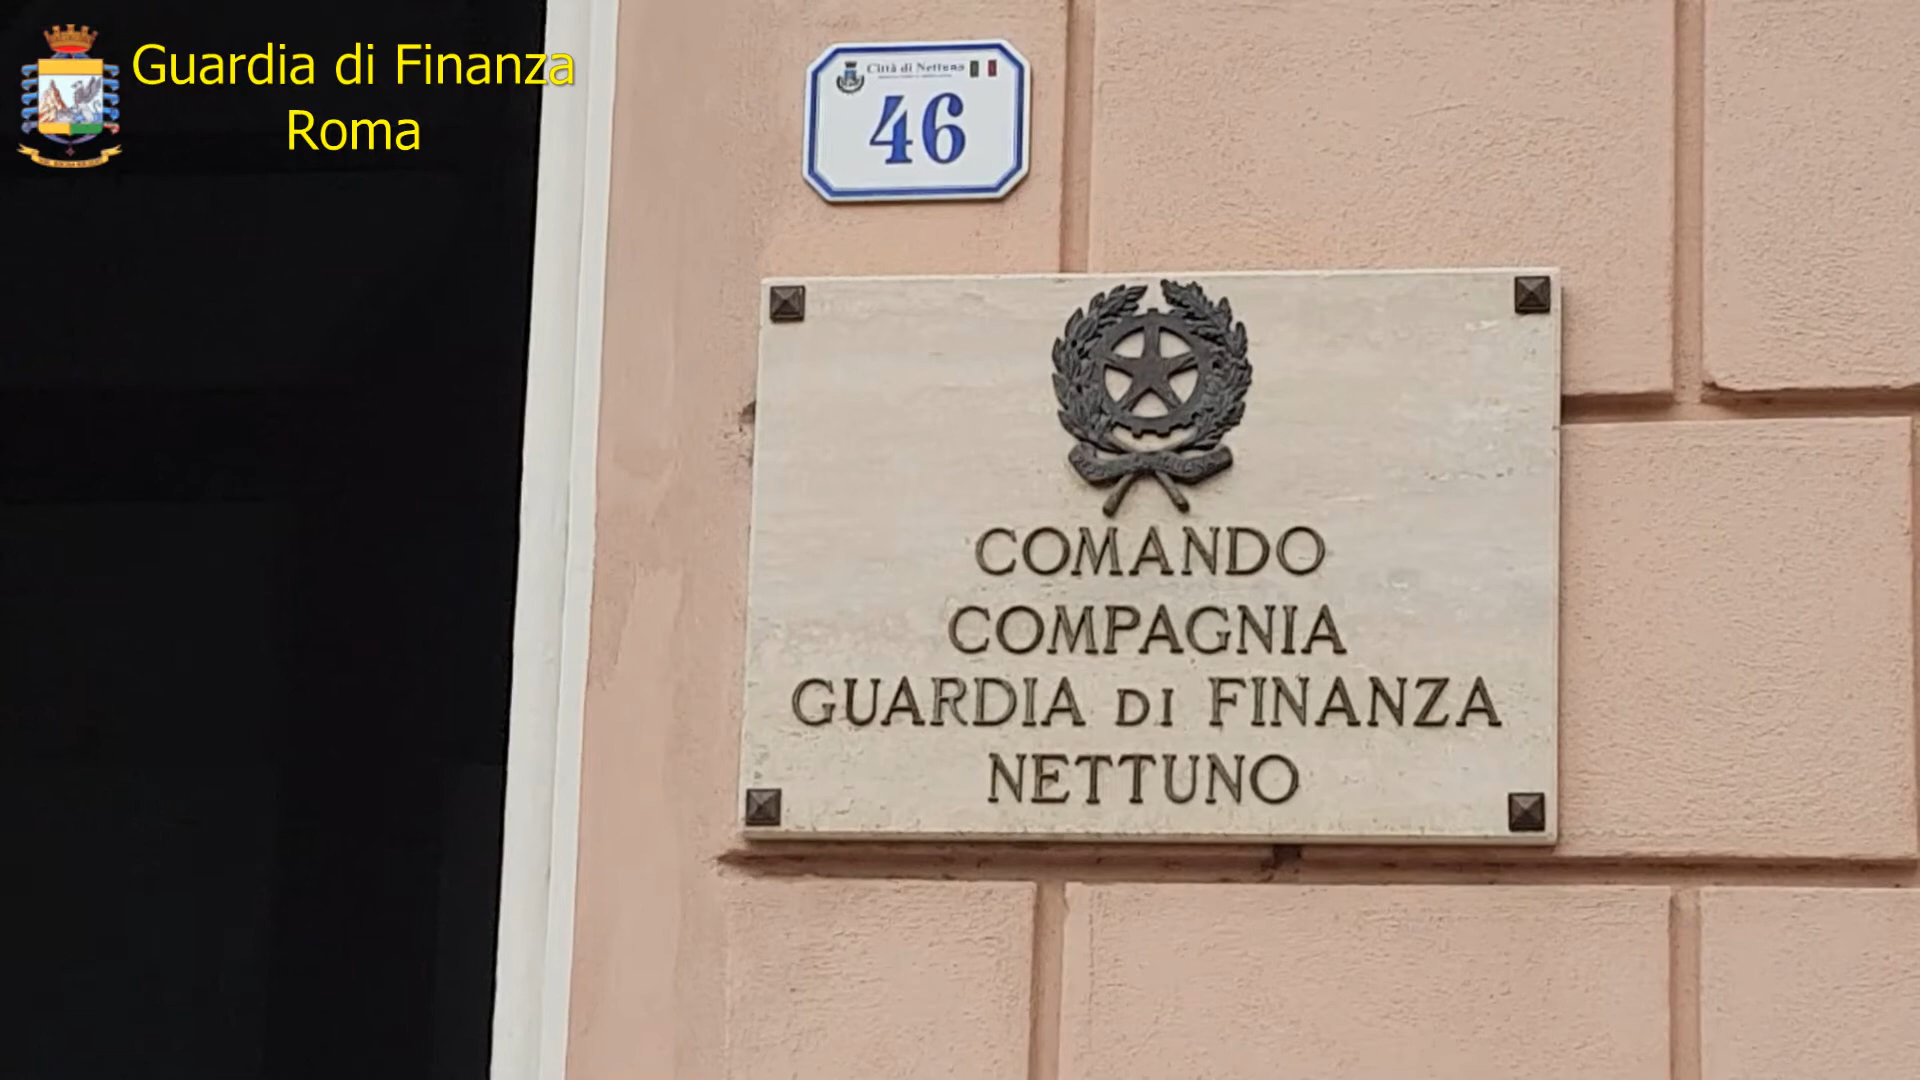 Guardia di Finanza
Roma
Città di Nettuno
46
COMANDO
COMPAGNIA
GUARDIA DI FINANZA
NETTUNO